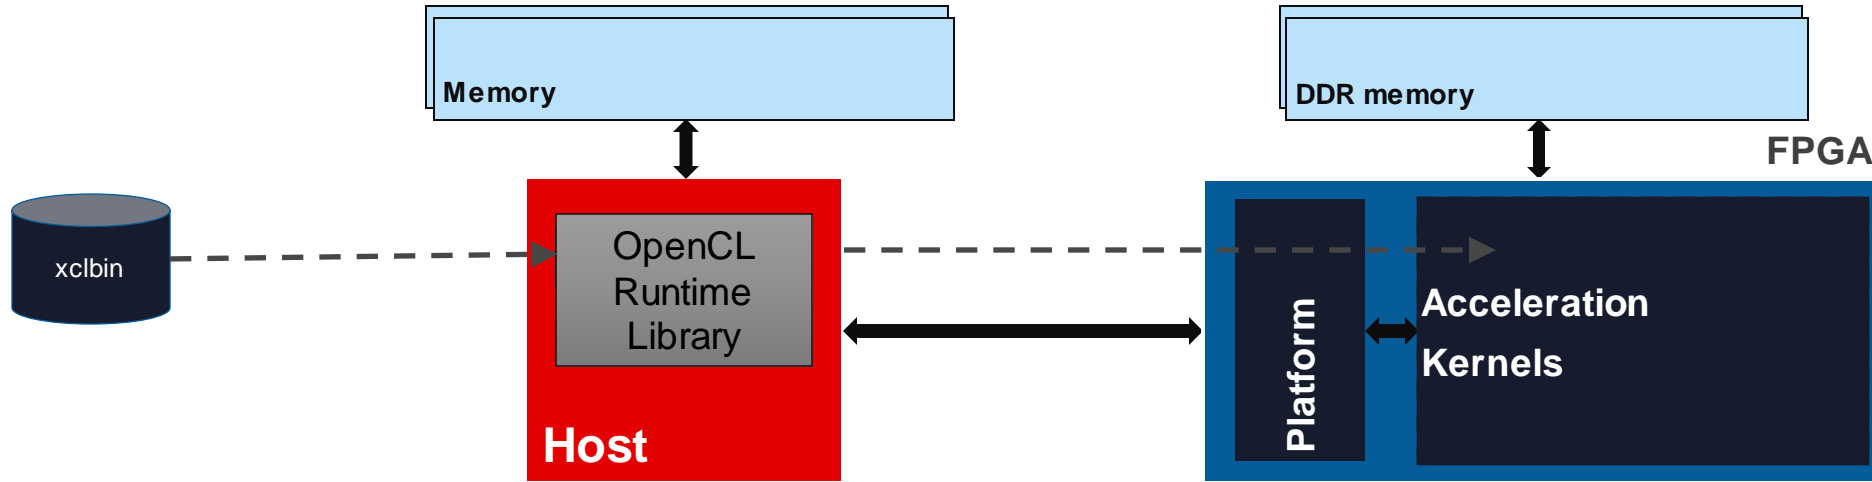 Memory
DDR memory
FPGA
xclbin
OpenCL
Runtime
Library
Host
Platform
Acceleration
Kernels